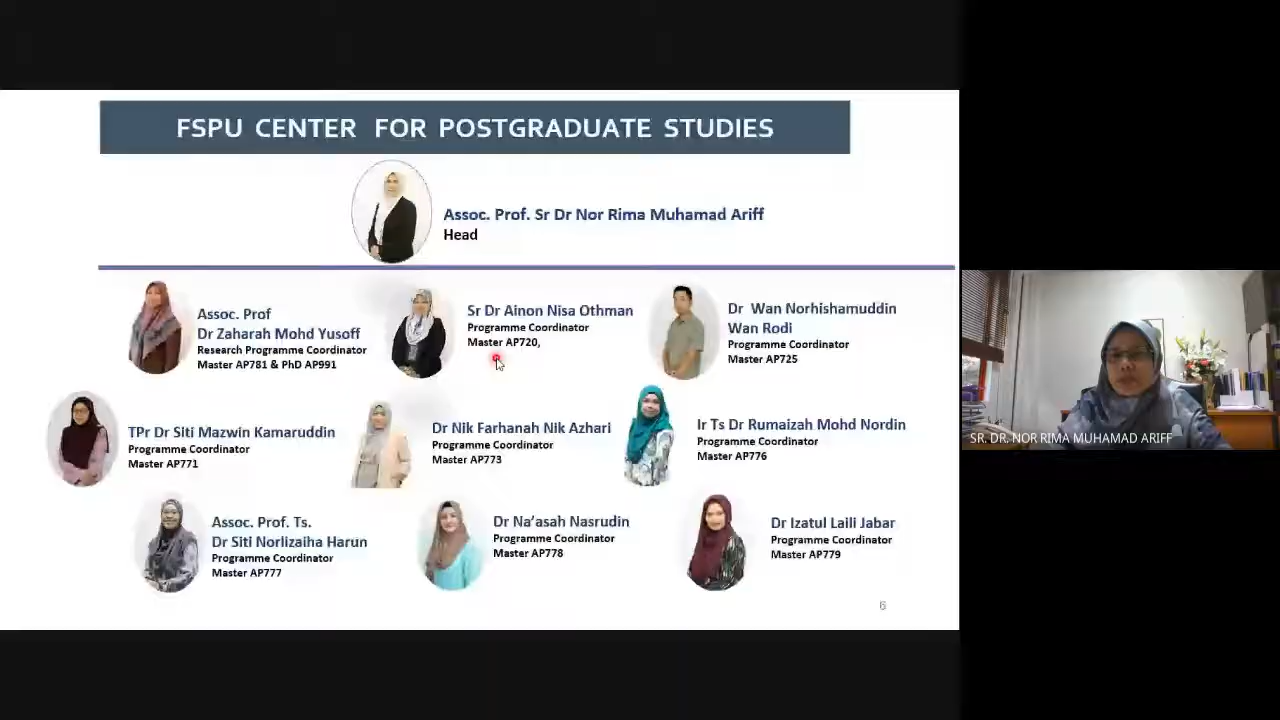 FSPU CENTER FOR POSTGRADUATE STUDIES
Assoc. Prof. Sr Dr Nor Rima Muhamad Ariff
Head
Assoc. Prof
Dr Zaharah Mohd Yusoff
Research Programme Coordinator
Master AP781 & PhD AP991
Sr Dr Ainon Nisa Othman
Programme Coordinator
Master AP720,
Dr Wan Norhishamuddin
Wan Rodi
Programme Coordinator
Master AP725
TPr Dr Siti Mazwin Kamaruddin
Programme Coordinator
Master AP771
Dr Nik Farhanah Nik Azhari
Programme Coordinator
Master AP773
Ir Ts Dr Rumaizah Mohd Nordin
Programme Coordinator
Master AP776
Assoc. Prof. Ts.
Dr Siti Norlizaiha Harun
Programme Coordinator
Master AP777
Dr Na’asah Nasrudin
Programme Coordinator
Master AP778
Dr Izatul Laili Jabar
Programme Coordinator
Master AP779
6
SR. DR. NOR RIMA MUHAMAD ARIFF